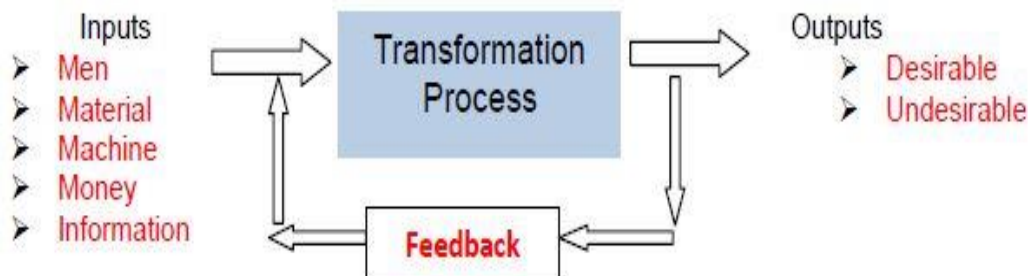 Inputs
➢ Men
➢ Material
➢ Machine
➢ Money
➢ Information
Transformation
Process
Outputs
➢ Desirable
➢ Undesirable
Feedback